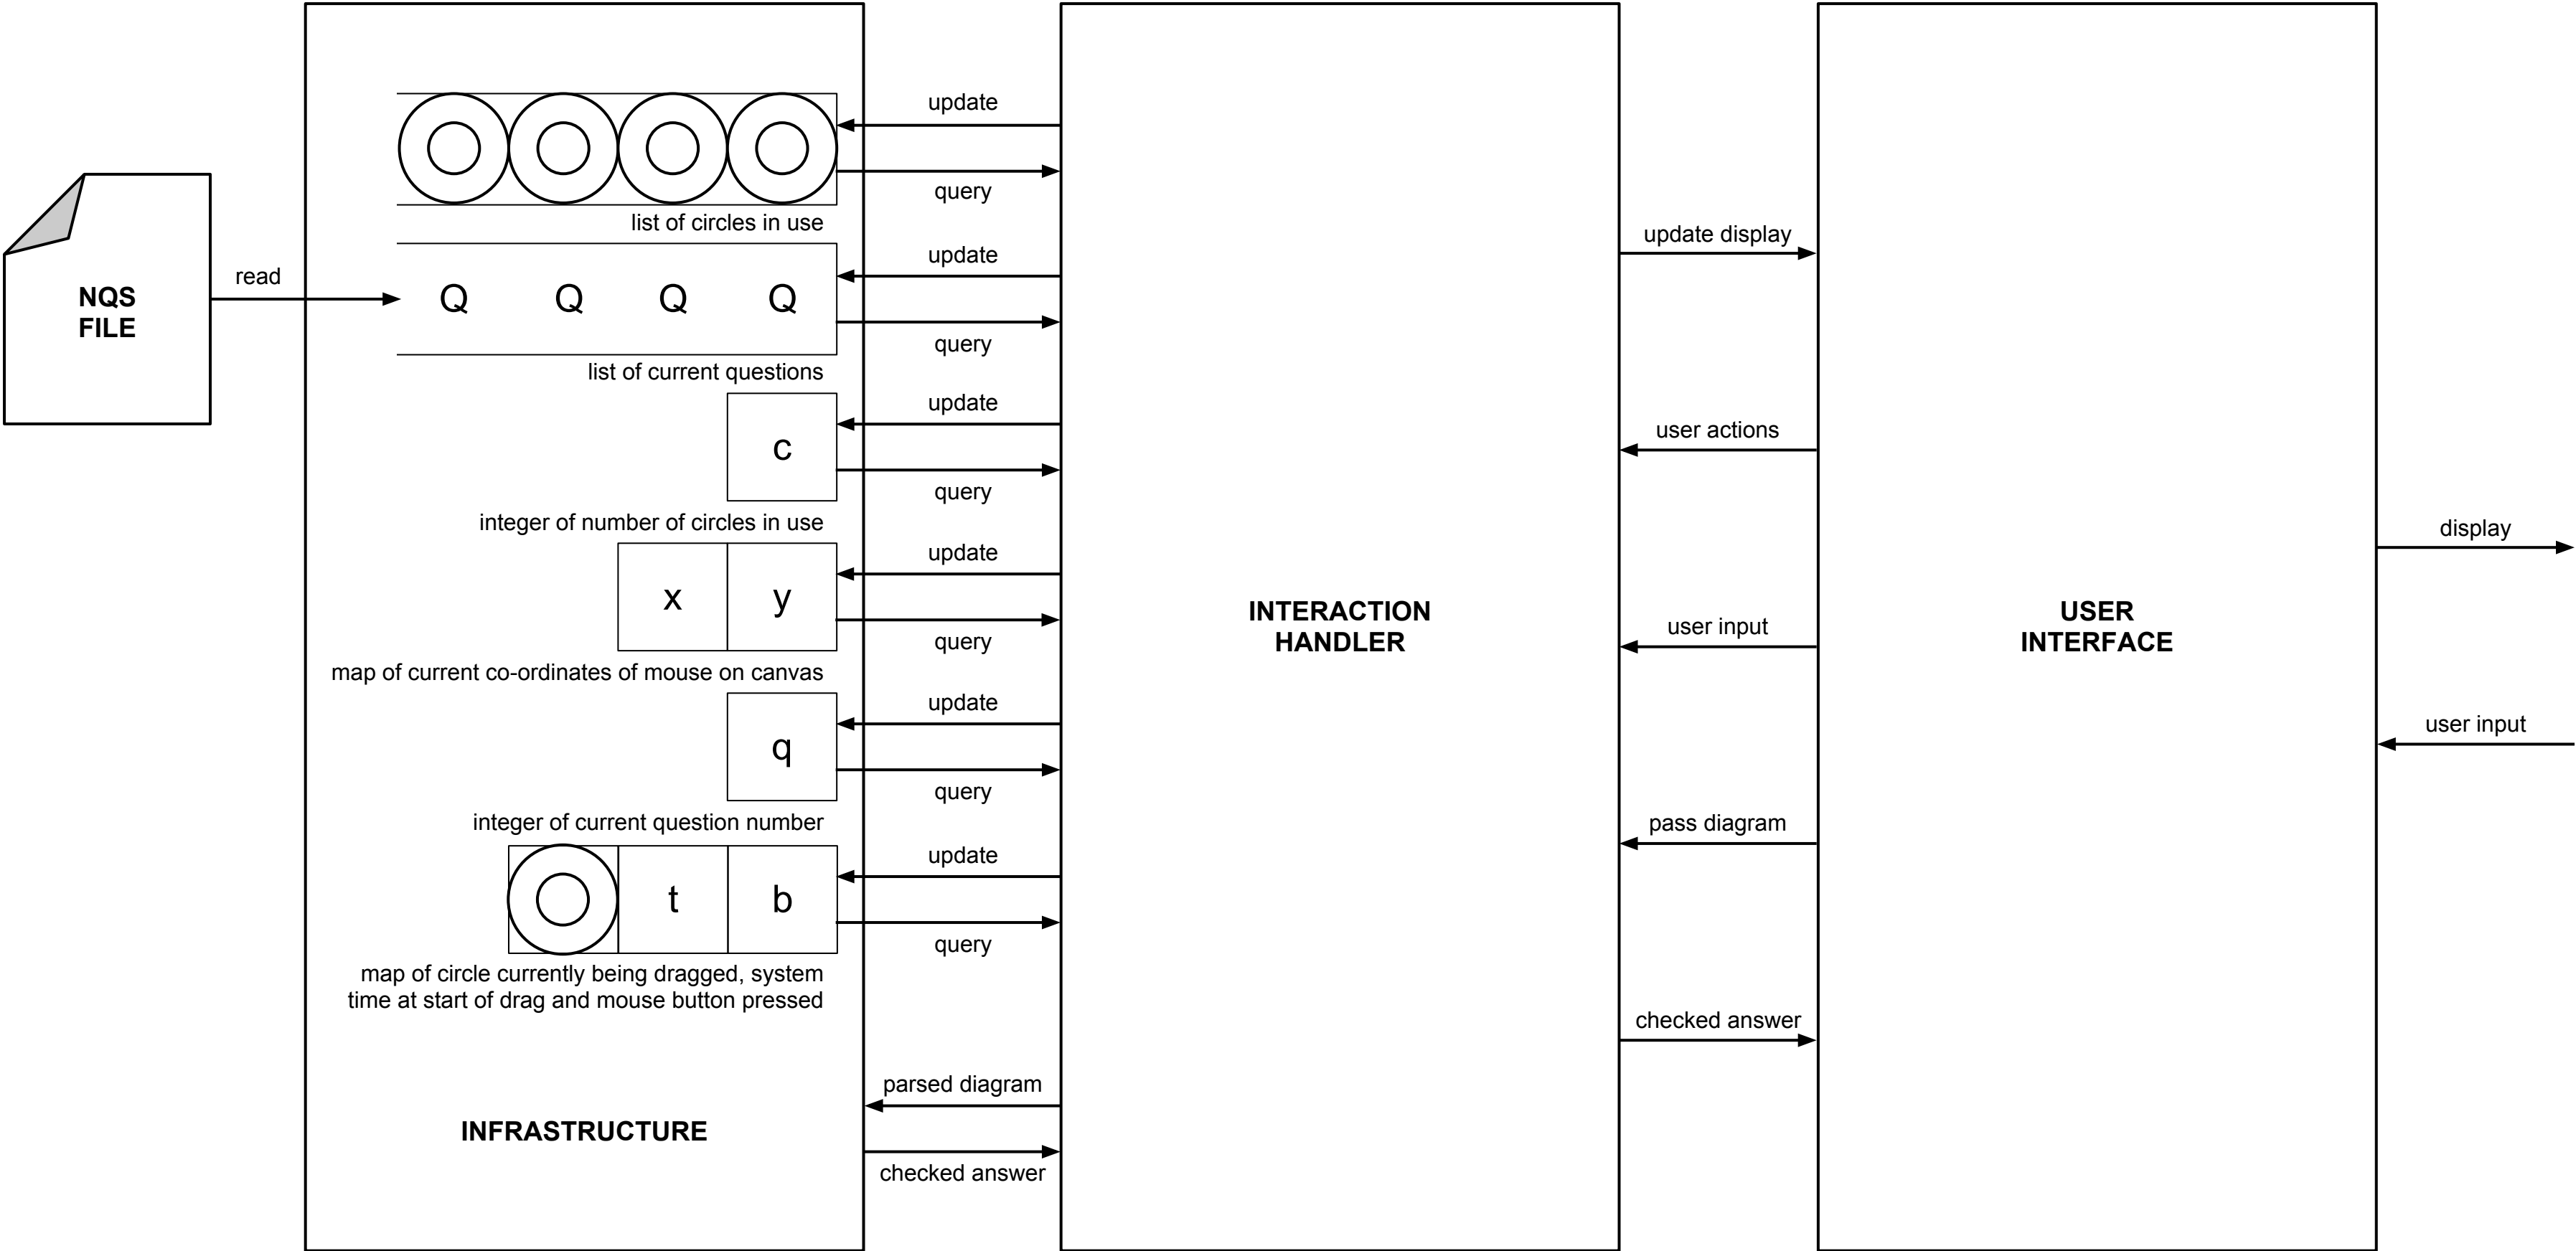 NQS
FILE
read
update
query
list of circles in use
Q Q Q Q
update
query
list of current questions
c
update
query
integer of number of circles in use
x y
update
query
map of current co-ordinates of mouse on canvas
q
update
query
integer of current question number
t b
update
query
map of circle currently being dragged, system
time at start of drag and mouse button pressed
parsed diagram
checked answer
INFRASTRUCTURE
INTERACTION
HANDLER
update display
user actions
user input
pass diagram
checked answer
USER
INTERFACE
display
user input